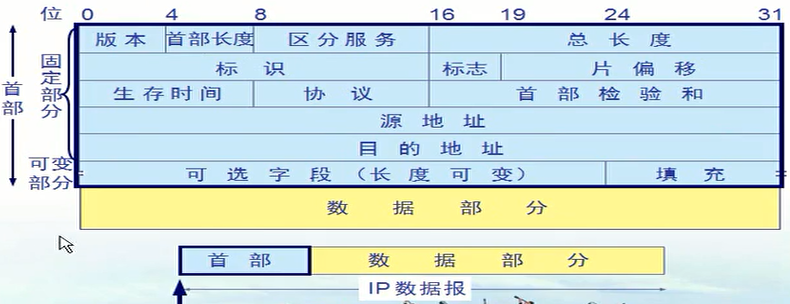 位 0 4 8 16 19 24 31
版本 首部长度 区分服务 总长度
标识 标志 片偏移
生存时间 协议 首部检验和
源地址
目的地址
可选字段（长度可变） 填充
首部
固定部分
可变部分
数据部分
首部 数据部分
IP数据报